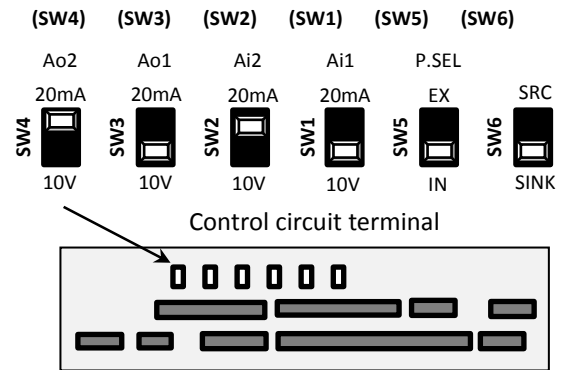 (SW4) (SW3) (SW2) (SW1) (SW5) (SW6)
Ao2 Ao1 Ai2 Ai1 P.SEL
20mA 20mA 20mA 20mA EX SRC
SW4 SW3 SW2 SW1 SW5 SW6
10V 10V 10V 10V IN SINK
Control circuit terminal